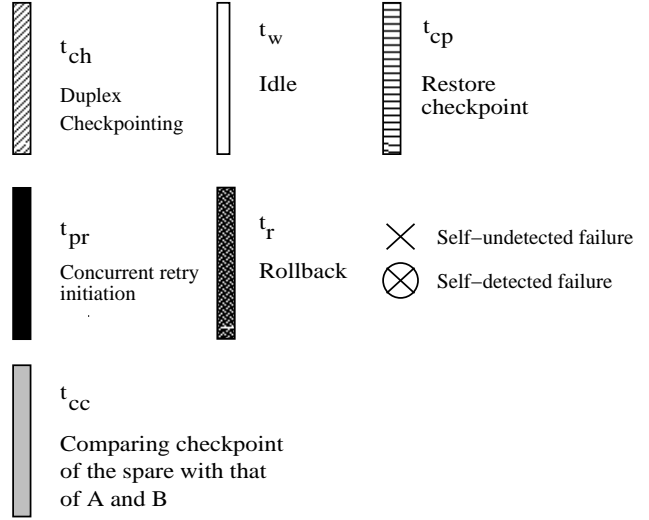 t_ch
Duplex
Checkpointing
t_w
Idle
t_cp
Restore
checkpoint
t_pr
Concurrent retry
initiation
t_r
Rollback
Self−undetected failure
Self−detected failure
t_cc
Comparing checkpoint
of the spare with that
of A and B